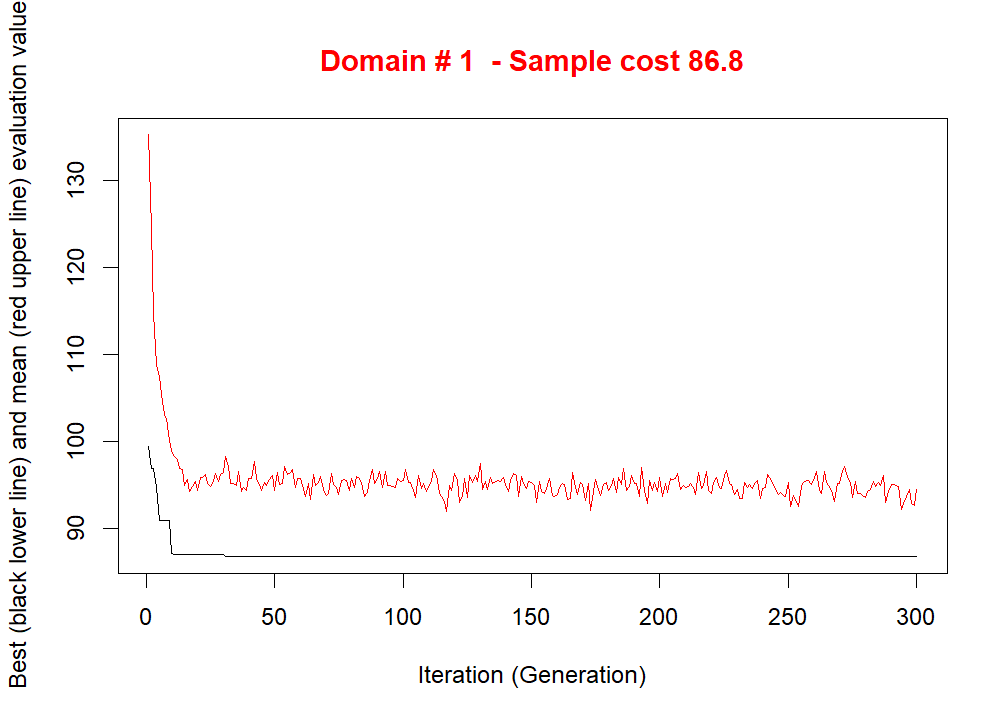 Domain # 1  - Sample cost 86.8
Best (black lower line) and mean (red upper line) evaluation value
130
120
110
100
90
0 50 100 150 200 250 300
Iteration (Generation)